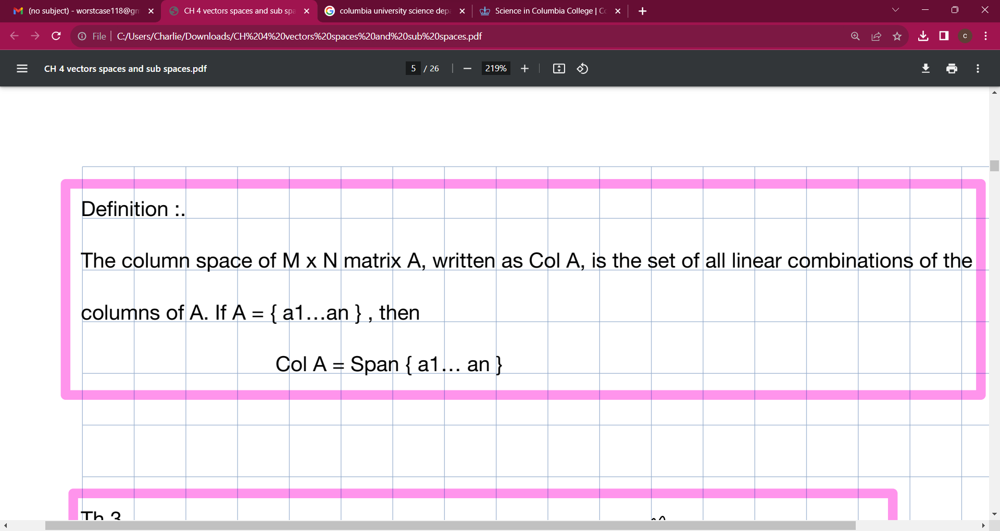 (no subject) - worstcase118@gm
CH 4 vectors spaces and sub spa
columbia university science depa
Science in Columbia College | Co
File
C:/Users/Charlie/Downloads/CH%204%20vectors%20spaces%20and%20sub%20spaces.pdf
c
CH 4 vectors spaces and sub spaces.pdf
5 / 26
219%
Definition :.
The column space of M x N matrix A, written as Col A, is the set of all linear combinations of the
columns of A. If A = { a1...an } , then
Col A = Span { a1... an }
Th 3